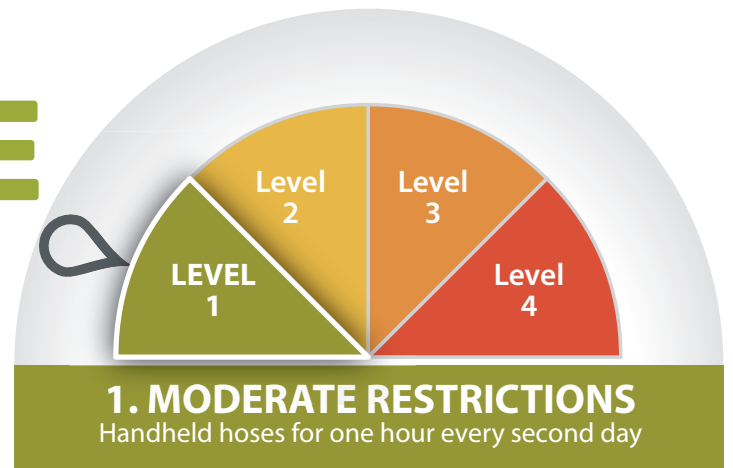 Level
2
Level
3
LEVEL
1
Level
4
1. MODERATE RESTRICTIONS
Handheld hoses for one hour every second day